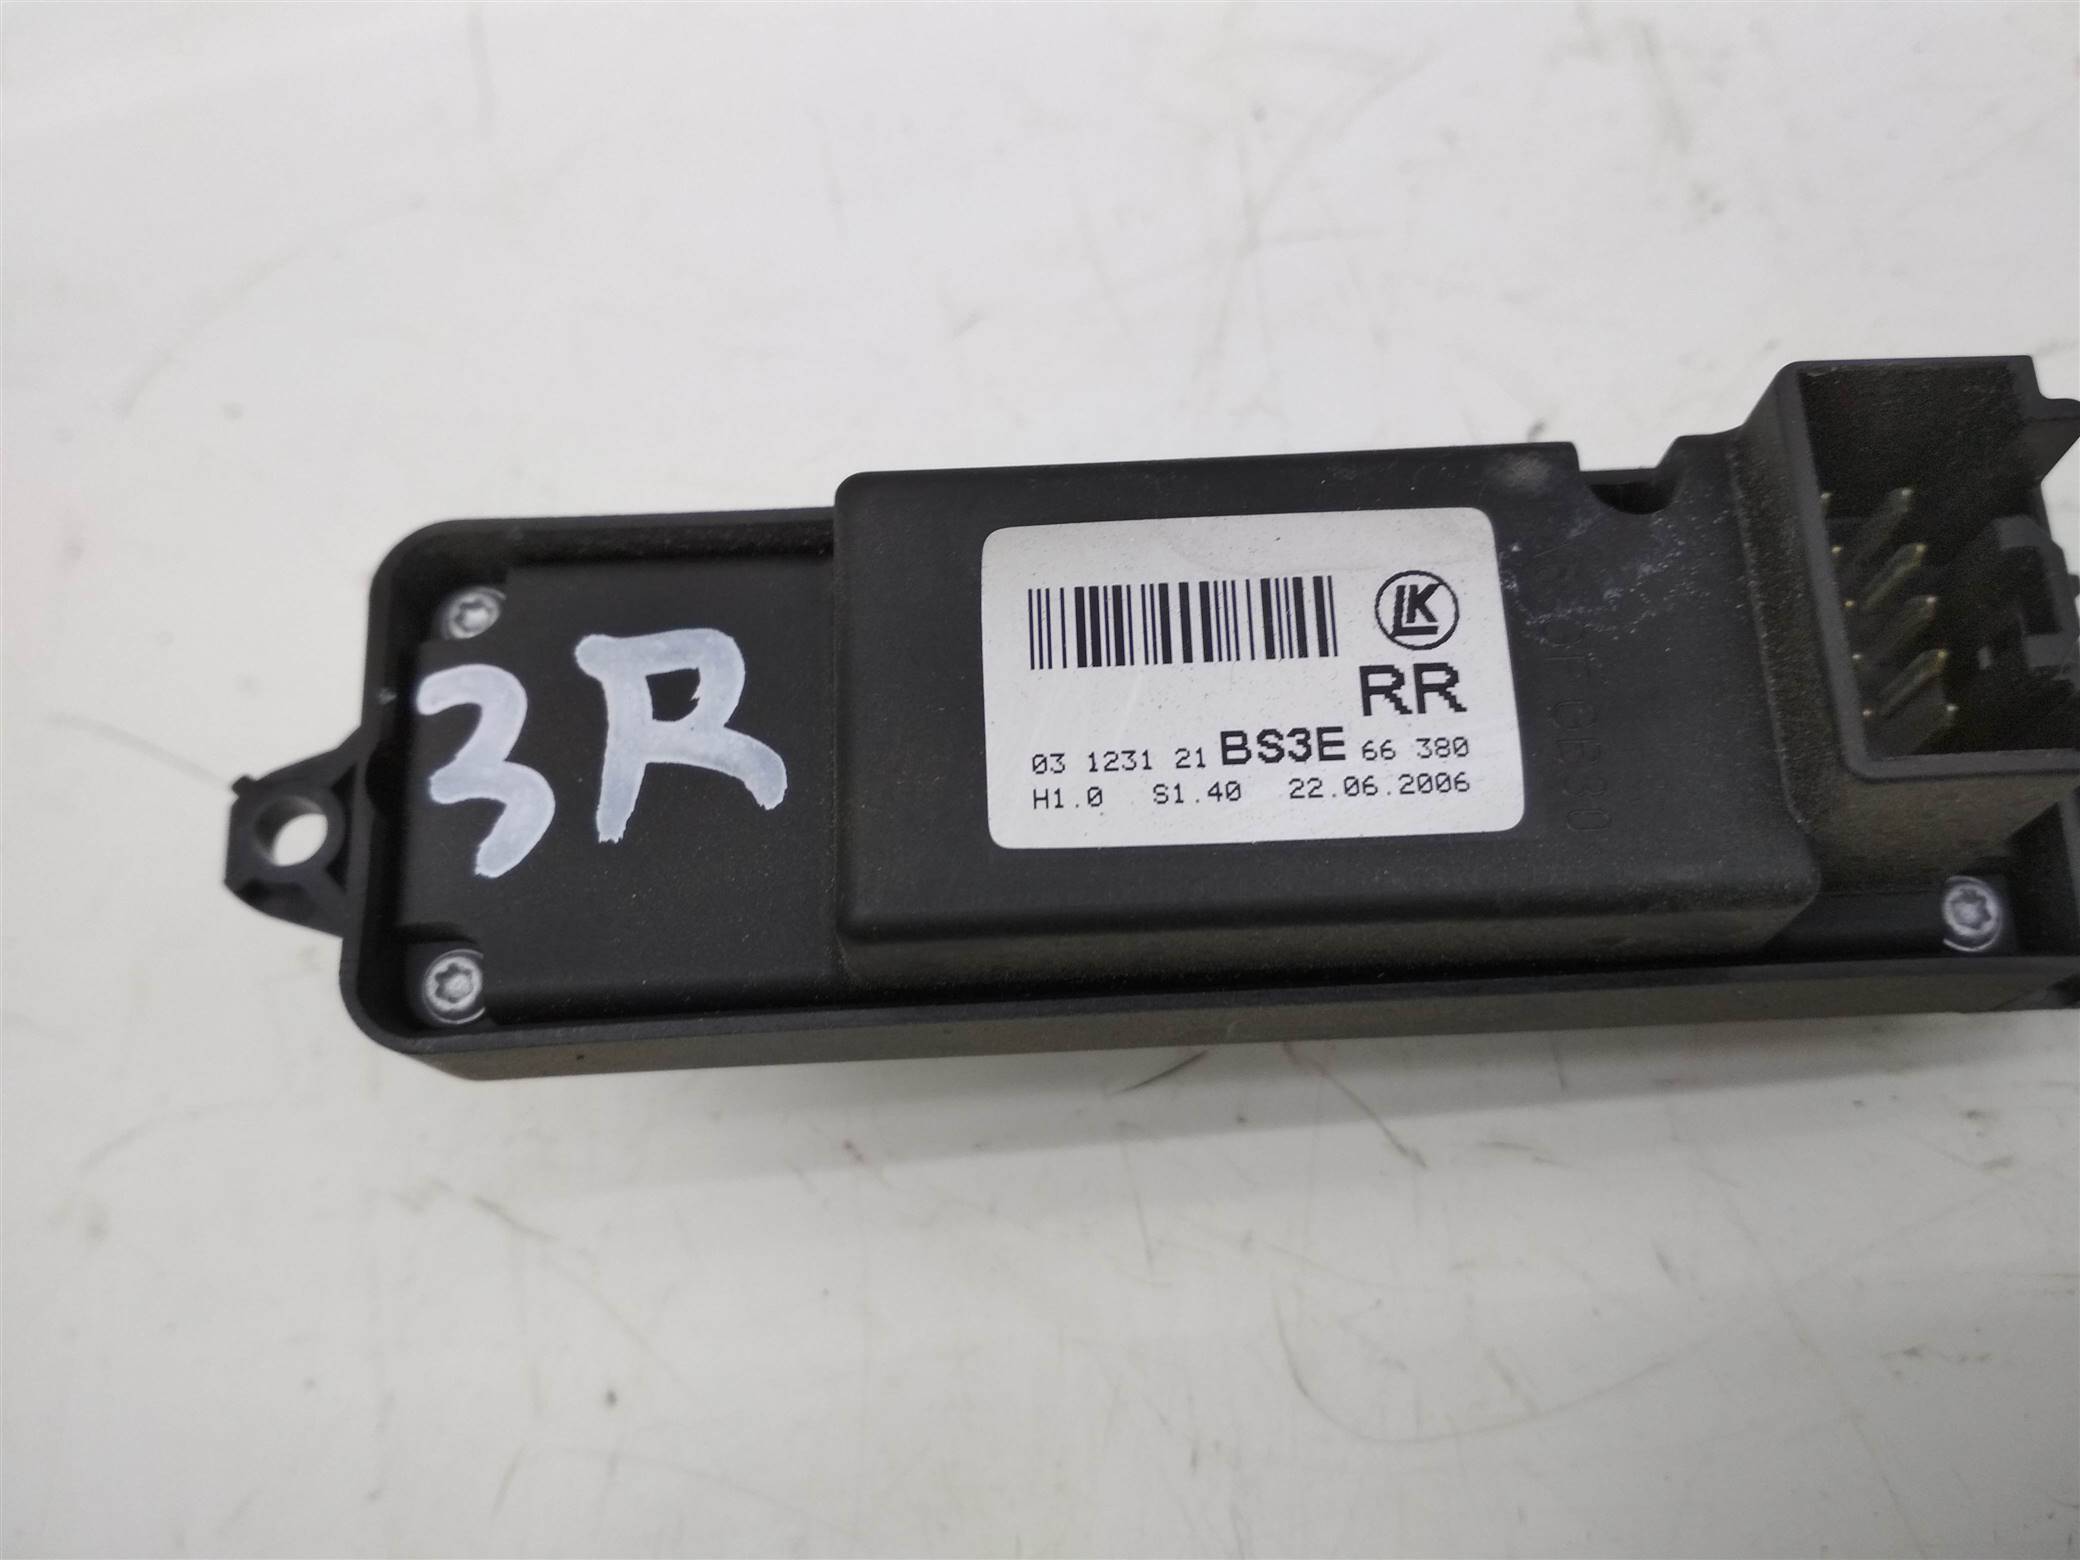 3R
LK
RR
03 1231 21 BS3E 66 380
H1.0 S1.40 22.06.2006